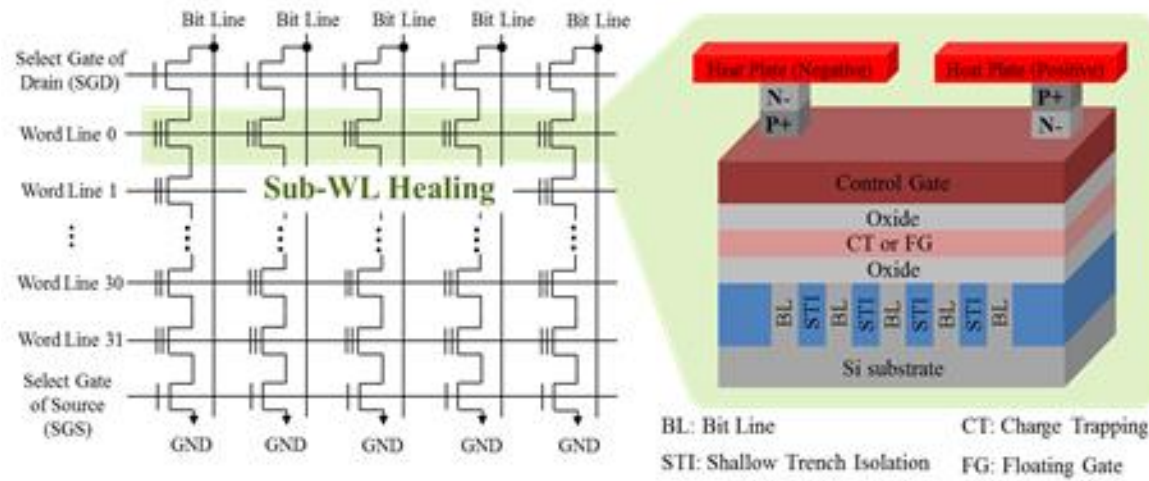 Bit Line Bit Line Bit Line Bit Line Bit Line
Select Gate of
Drain (SGD)
Word Line 0
Word Line 1
Sub-WL Healing
Word Line 30
Word Line 31
Select Gate
of Source
(SGS)
GND GND GND GND GND
Heat Plate (Negative) Heat Plate (Positive)
N- P+
P+ N-
Control Gate
Oxide
CT or FG
Oxide
BL STI BL STI BL STI BL STI BL
Si substrate
BL: Bit Line CT: Charge Trapping
STI: Shallow Trench Isolation FG: Floating Gate